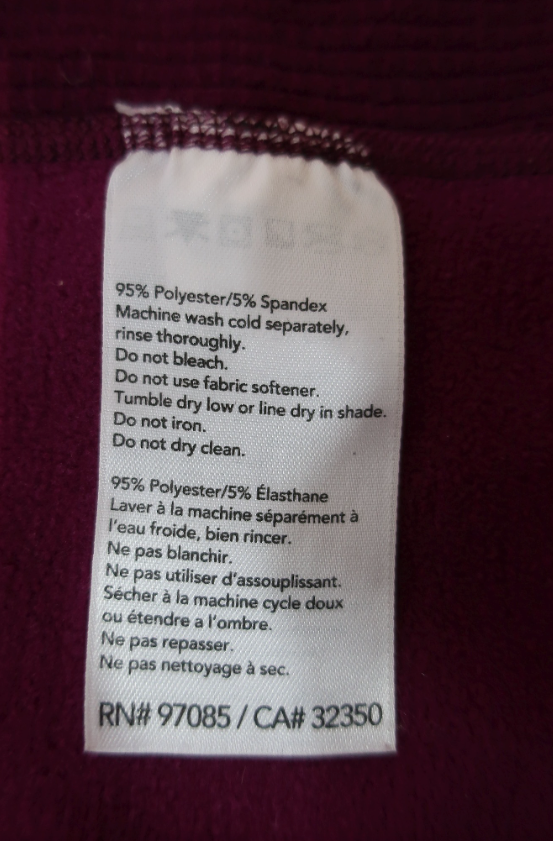 95% Polyester/5% Spandex
Machine wash cold separately,
rinse thoroughly.
Do not bleach.
Do not use fabric softener.
Tumble dry low or line dry in shade.
Do not iron.
Do not dry clean.
95% Polyester/5% Élasthane
Laver à la machine séparément à
l'eau froide, bien rincer.
Ne pas blanchir.
Ne pas utiliser d'assouplissant.
Sécher à la machine cycle doux
ou étendre a l'ombre.
Ne pas repasser.
Ne pas nettoyage à sec.
RN# 97085 / CA# 32350